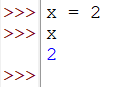 >>> x = 2
>>> x
2
>>>